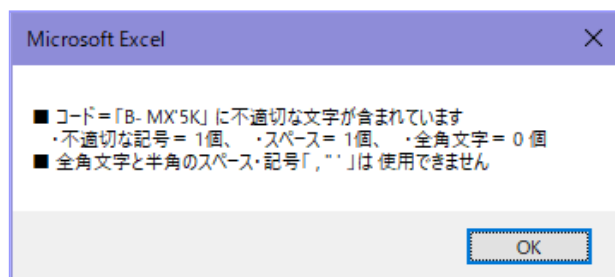 Microsoft Excel
■ コード=「B- MX'5K」に不適切な文字が含まれています
・不適切な記号= 1個、 ・スペース= 1個、 ・全角文字= 0 個
■ 全角文字と半角のスペース・記号「 , " ' 」は 使用できません
OK